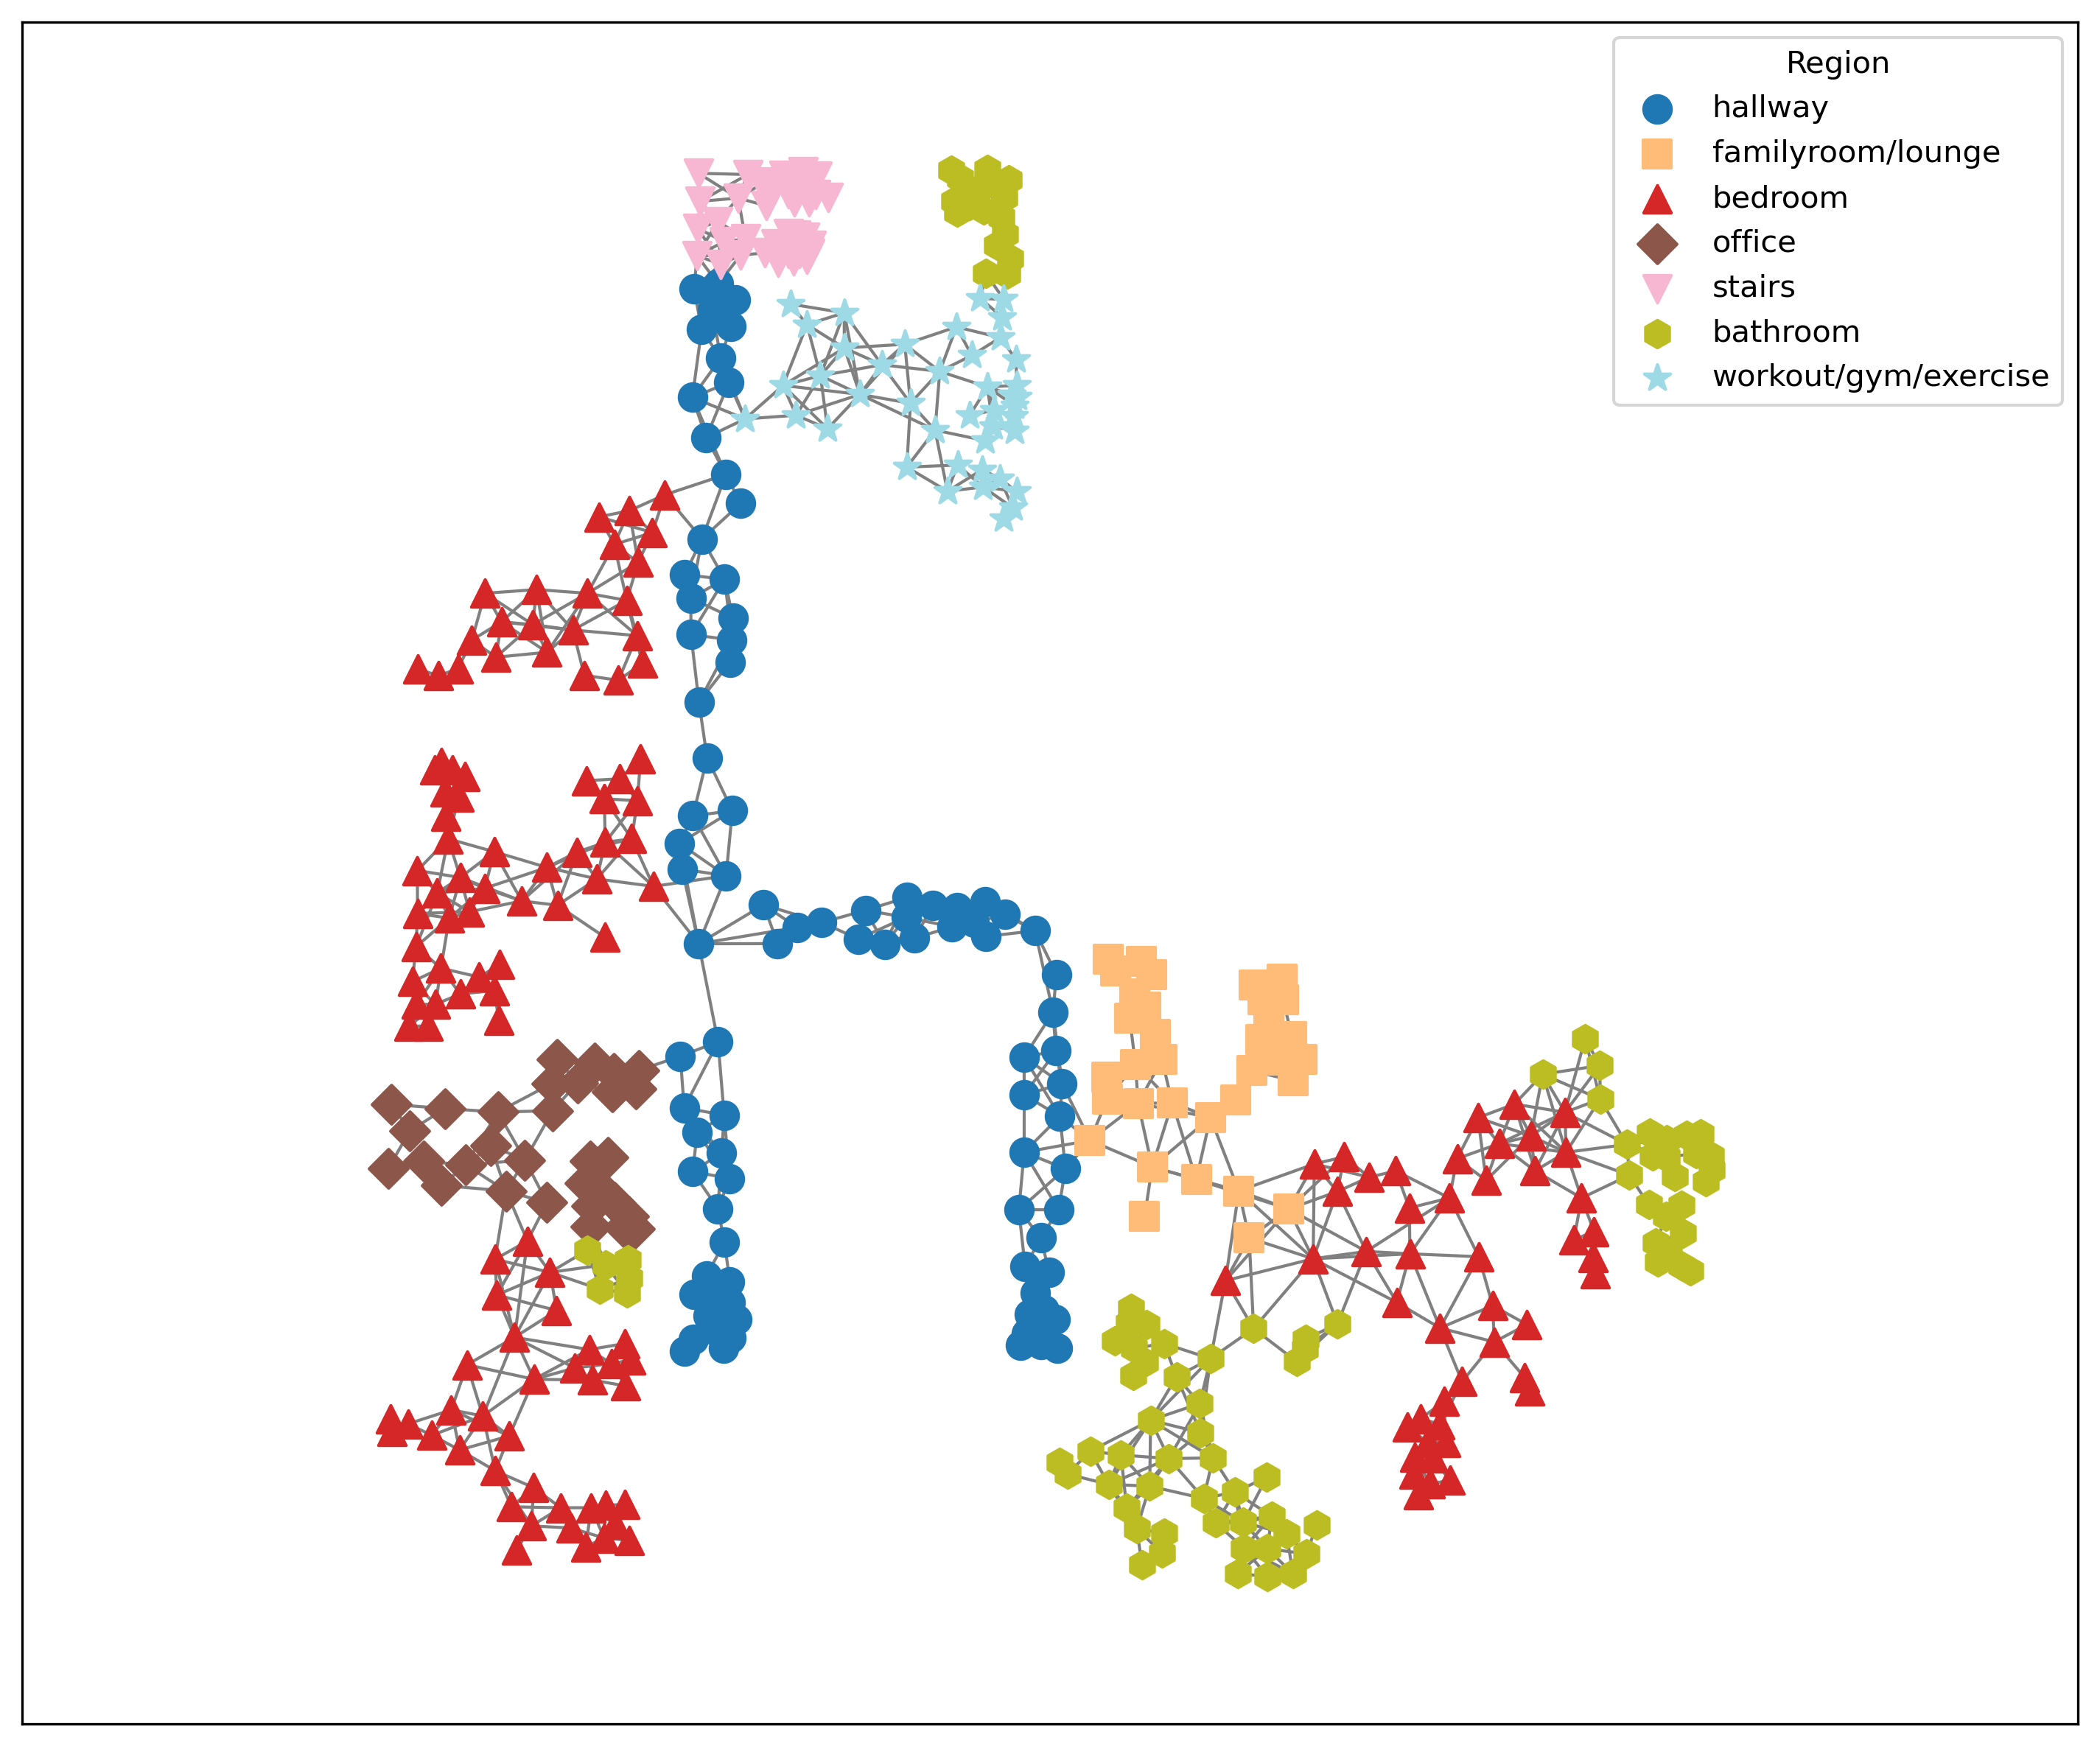 Region
hallway
familyroom/lounge
bedroom
office
stairs
bathroom
workout/gym/exercise